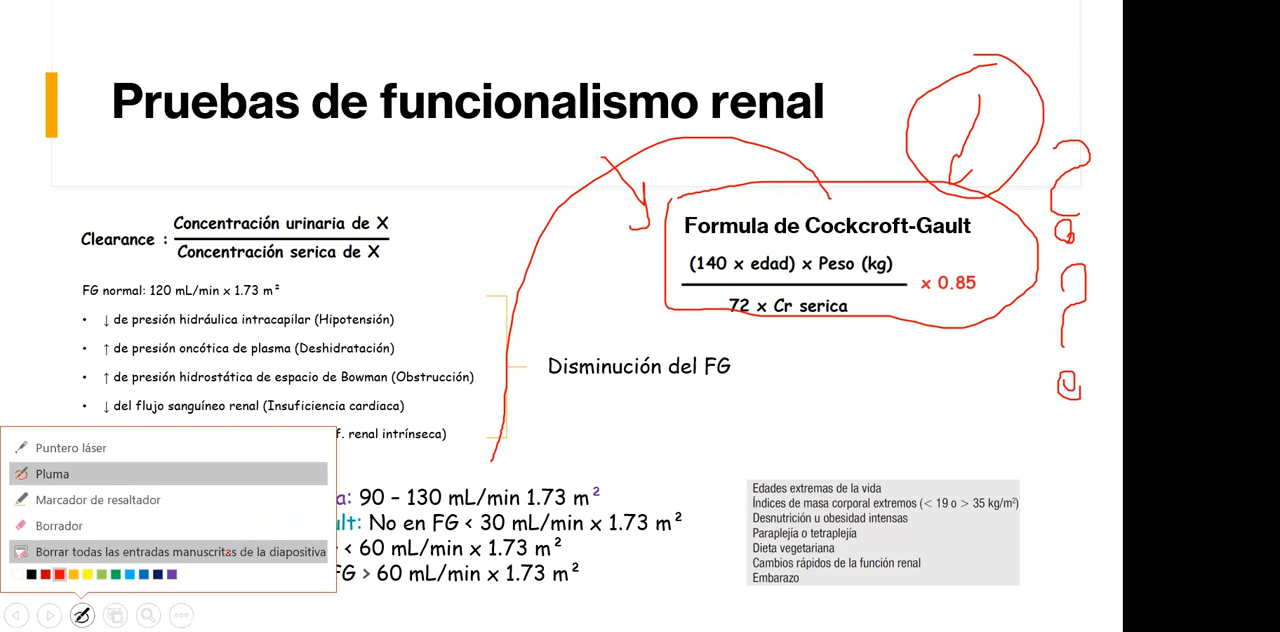 Pruebas de funcionalismo renal
Clearance : Concentración urinaria de X
Concentración serica de X
FG normal: 120 mL/min x 1.73 m²
• ↓ de presión hidráulica intracapilar (Hipotensión)
• ↑ de presión oncótica de plasma (Deshidratación)
• ↑ de presión hidrostática de espacio de Bowman (Obstrucción)
• ↓ del flujo sanguíneo renal (Insuficiencia cardiaca)
f. renal intrínseca)
Disminución del FG
Formula de Cockcroft-Gault
(140 x edad) x Peso (kg)
72 x Cr serica
x 0.85
? ?
a: 90 – 130 mL/min 1.73 m²
ult: No en FG < 30 mL/min x 1.73 m²
< 60 mL/min x 1.73 m²
FG > 60 mL/min x 1.73 m²
Edades extremas de la vida
Índices de masa corporal extremos (< 19 o > 35 kg/m²)
Desnutrición u obesidad intensas
Paraplejía o tetraplejía
Dieta vegetariana
Cambios rápidos de la función renal
Embarazo
Puntero láser
Pluma
Marcador de resaltador
Borrador
Borrar todas las entradas manuscritas de la diapositiva